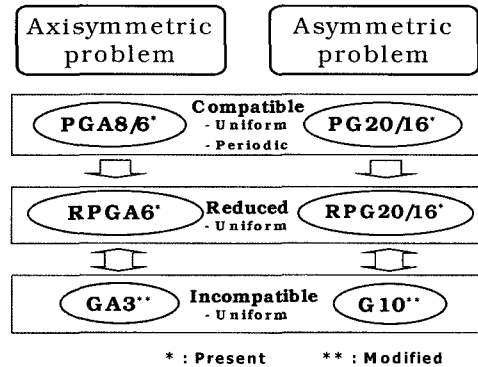 Axisymmetric problem
Asymmetric problem
Compatible
PGA8/6*
- Uniform
PG20/16*
- Periodic
RPGA6*
Reduced
RPG20/16*
- Uniform
GA3**
Incompatible
G10**
- Uniform
* : Present ** : Modified